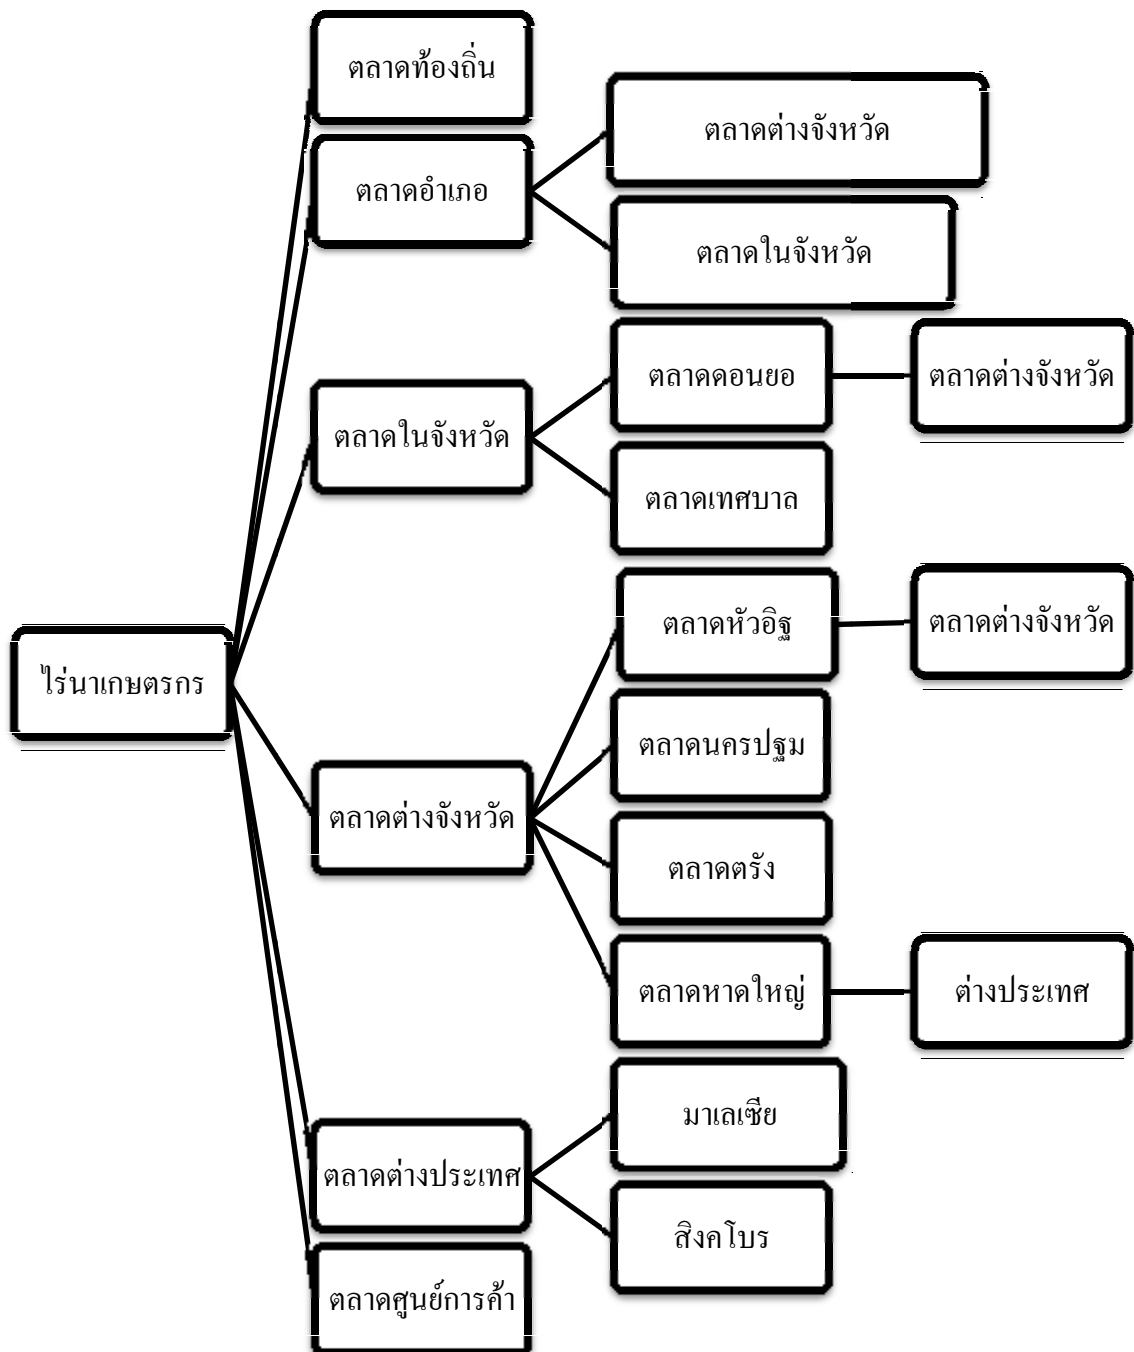 ตลาดท้องถิ่น
ตลาดต่างจังหวัด
ตลาดอำเภอ
ตลาดในจังหวัด
ตลาดดอนยอ
ตลาดต่างจังหวัด
ตลาดในจังหวัด
ตลาดเทศบาล
ตลาดหัวอิฐ
ตลาดต่างจังหวัด
ไร่นาเกษตรกร
ตลาดนครปฐม
ตลาดต่างจังหวัด
ตลาดตรัง
ตลาดหาดใหญ่
ต่างประเทศ
มาเลเซีย
ตลาดต่างประเทศ
สิงคโบร
ตลาดศูนย์การค้า